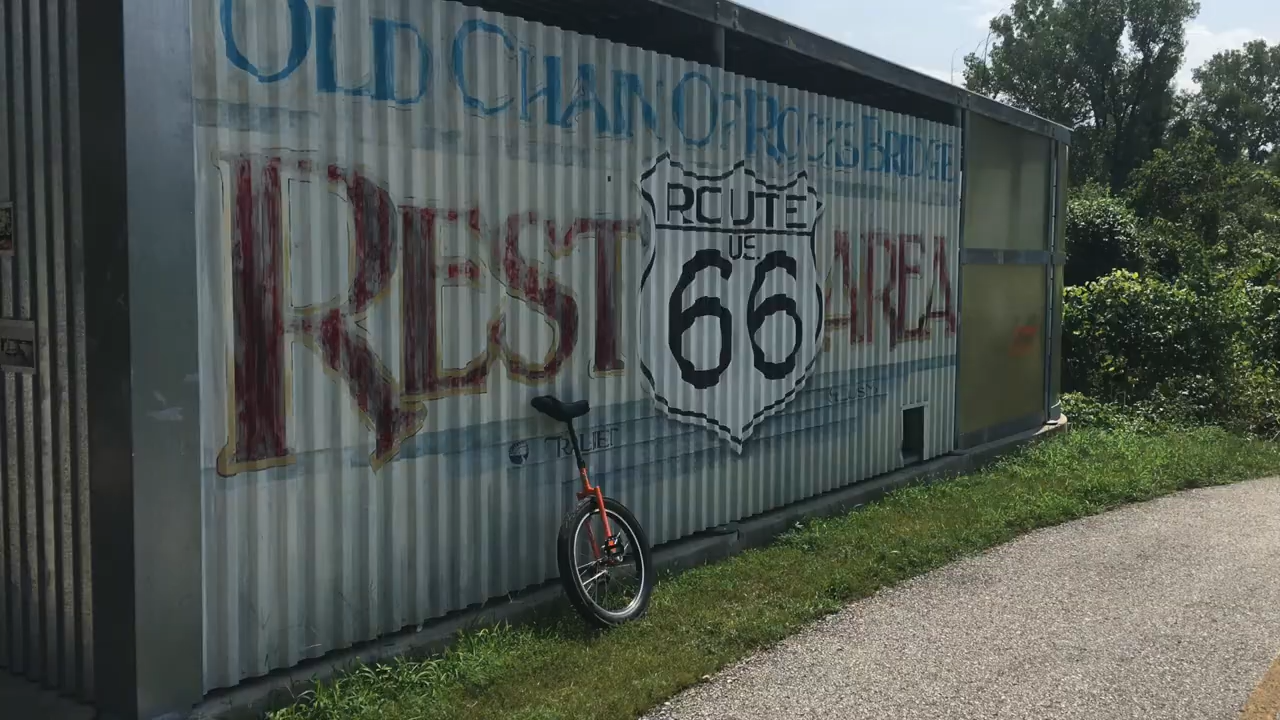 OLD CHAIN OF ROCKS BRIDGE
REST AREA
ROUTE
US
66